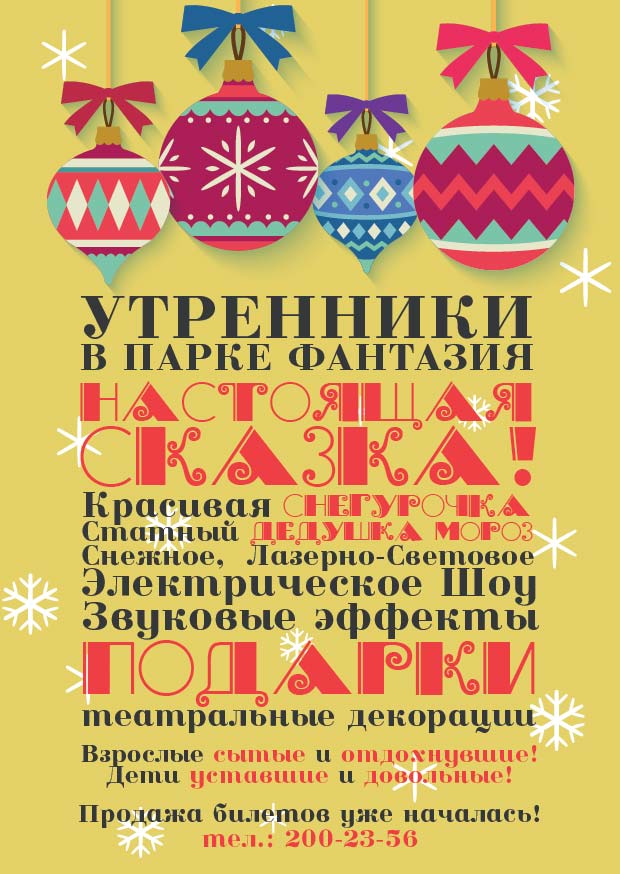 УТРЕННИКИ
В ПАРКЕ ФАНТАЗИЯ
НАСТОЯЩАЯ
СКАЗКА!
Красивая СНЕГУРОЧКА
Статный ДЕДУШКА МОРОЗ
Снежное, Лазерно-Световое
Электрическое Шоу
Звуковые эффекты
ПОДАРКИ
театральные декорации
Взрослые сытые и отдохнувшие!
Дети уставшие и довольные!
Продажа билетов уже началась!
тел.: 200-23-56